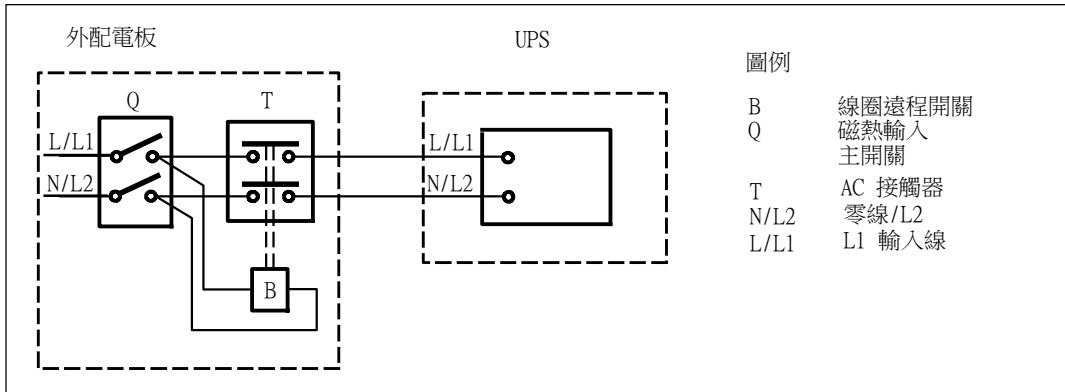 外配電板
UPS
圖例
Q
T
L/L1
N/L2
B
L/L1
N/L2
B 線圈遠程開關
Q 磁熱輸入
主開關
T AC 接觸器
N/L2 零線/L2
L/L1 L1 輸入線